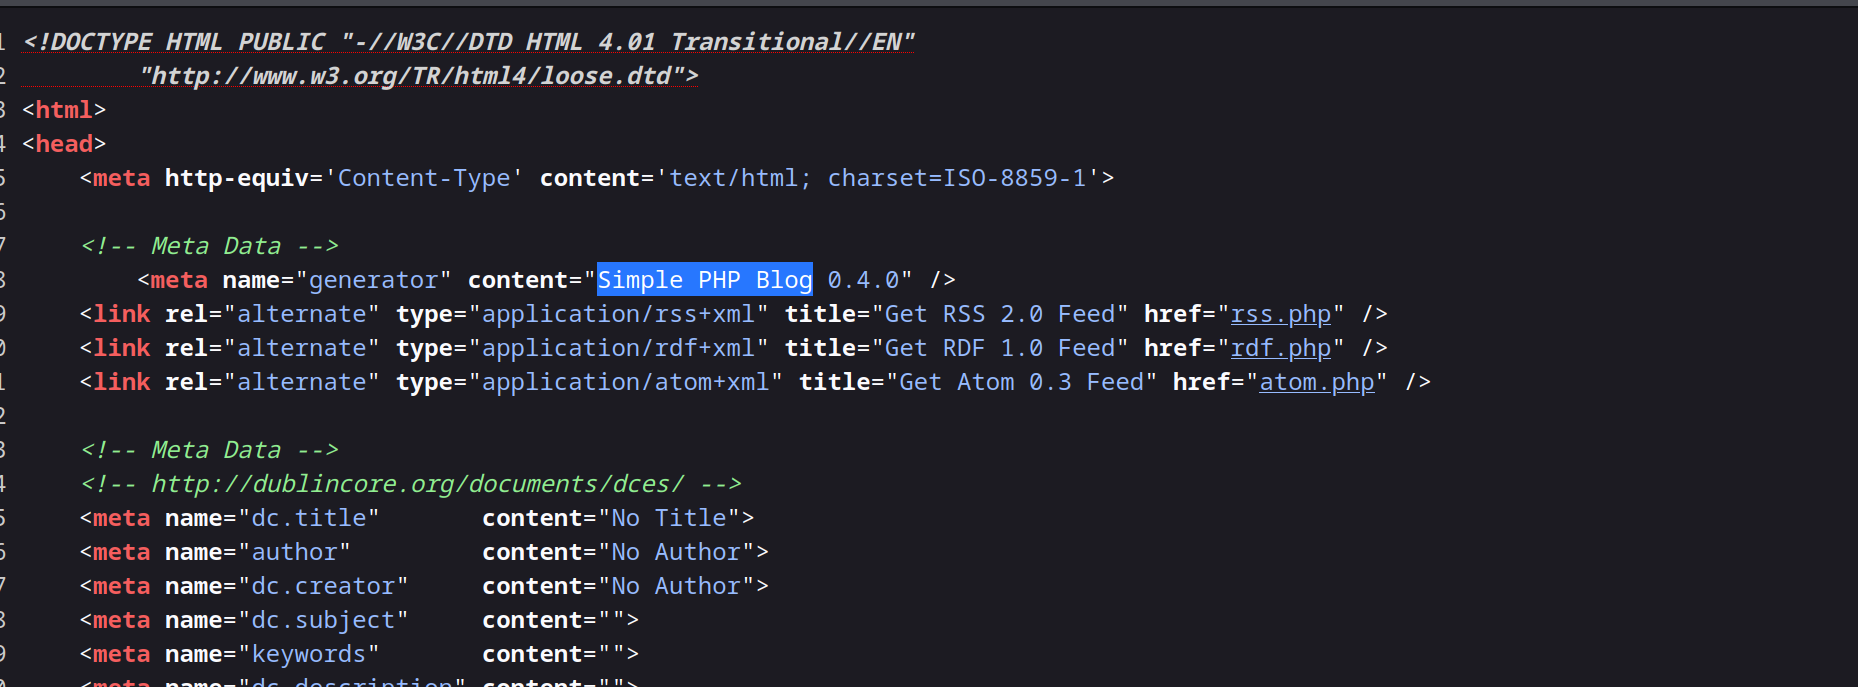 1 <!DOCTYPE HTML PUBLIC "-//W3C//DTD HTML 4.01 Transitional//EN"
2         "http://www.w3.org/TR/html4/loose.dtd">
3 <html>
4 <head>
5     <meta http-equiv='Content-Type' content='text/html; charset=ISO-8859-1'>
6
7     <!-- Meta Data -->
8         <meta name="generator" content="Simple PHP Blog 0.4.0" />
9     <link rel="alternate" type="application/rss+xml" title="Get RSS 2.0 Feed" href="rss.php" />
0     <link rel="alternate" type="application/rdf+xml" title="Get RDF 1.0 Feed" href="rdf.php" />
1     <link rel="alternate" type="application/atom+xml" title="Get Atom 0.3 Feed" href="atom.php" />
2
3     <!-- Meta Data -->
4     <!-- http://dublincore.org/documents/dces/ -->
5     <meta name="dc.title"       content="No Title">
6     <meta name="author"         content="No Author">
7     <meta name="dc.creator"     content="No Author">
8     <meta name="dc.subject"     content="">
9     <meta name="keywords"       content="">
0     <meta name="dc.description" content="">